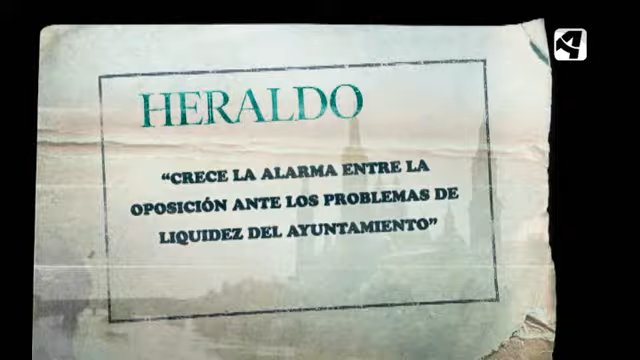 HERALDO
“CRECE LA ALARMA ENTRE LA
OPOSICIÓN ANTE LOS PROBLEMAS DE
LIQUIDEZ DEL AYUNTAMIENTO”